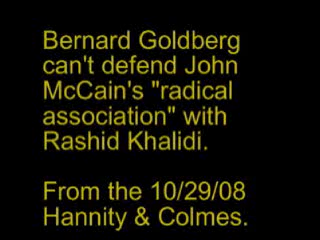 Bernard Goldberg
can't defend John
McCain's "radical
association" with
Rashid Khalidi.
From the 10/29/08
Hannity & Colmes.